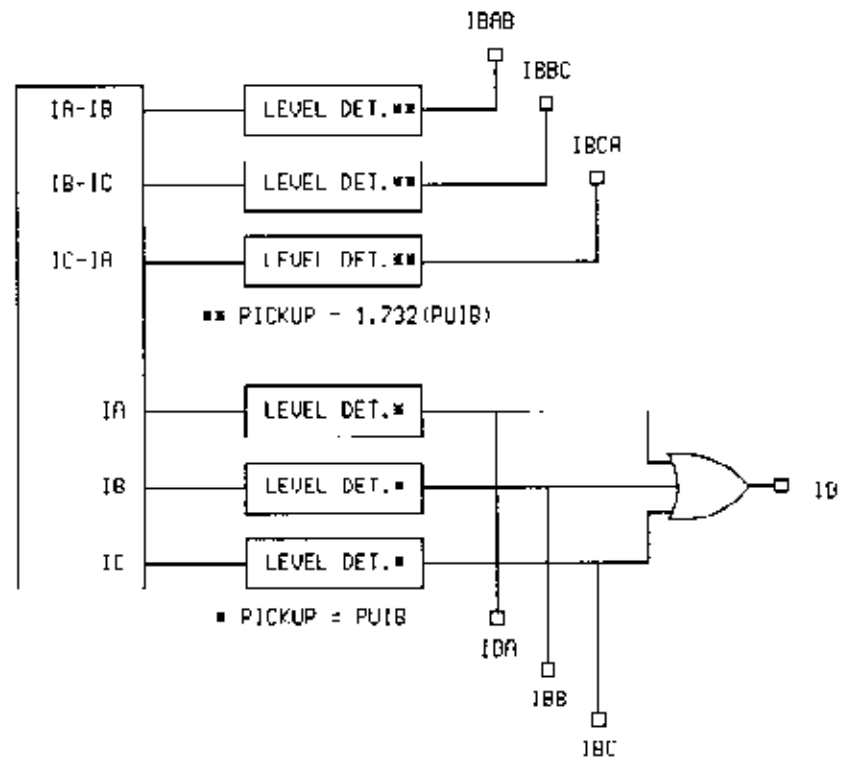 IBAB
IBBC
IBCA
IA-IB LEVEL DET.**
IB-IC LEVEL DET.**
IC-IA LEVEL DET.**
** PICKUP = 1.732(PUIB)
IA LEVEL DET.*
IB LEVEL DET.*
IC LEVEL DET.*
IB
* PICKUP = PUIB
IBA
IBB
IBC